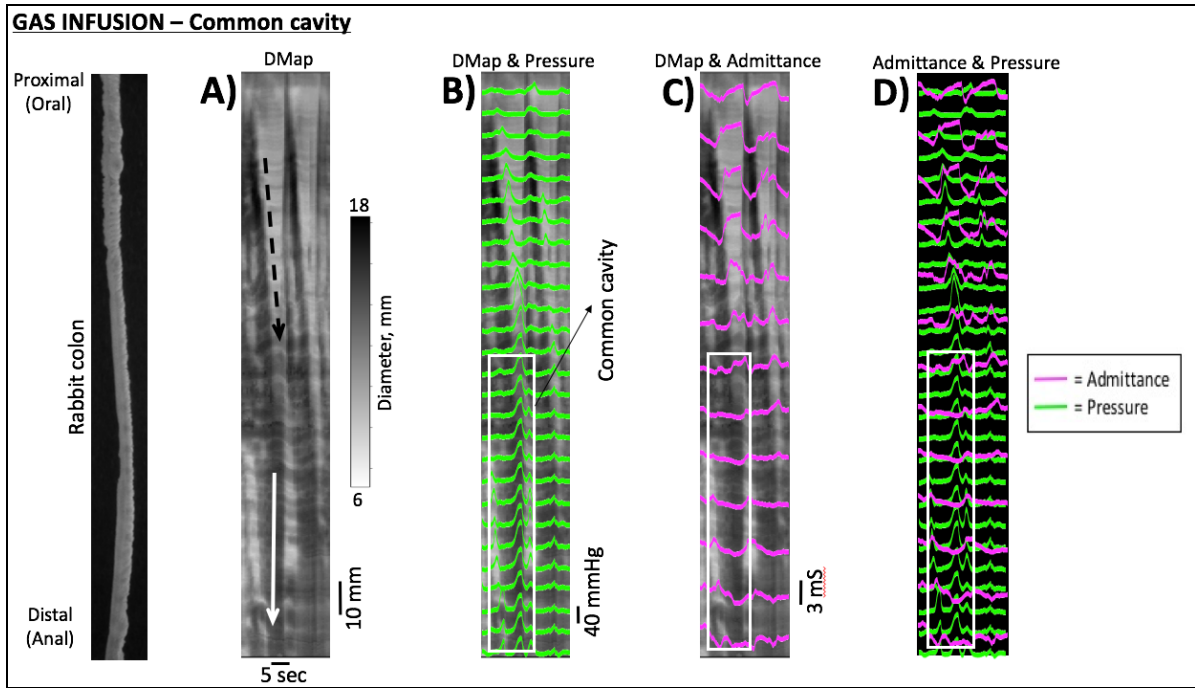 GAS INFUSION – Common cavity
DMap
DMap & Pressure
DMap & Admittance
Admittance & Pressure
Proximal
(Oral)
A)
B)
C)
D)
Rabbit colon
18
Diameter, mm
6
Common cavity
= Admittance
= Pressure
Distal
(Anal)
10 mm
40 mmHg
3 mS
5 sec